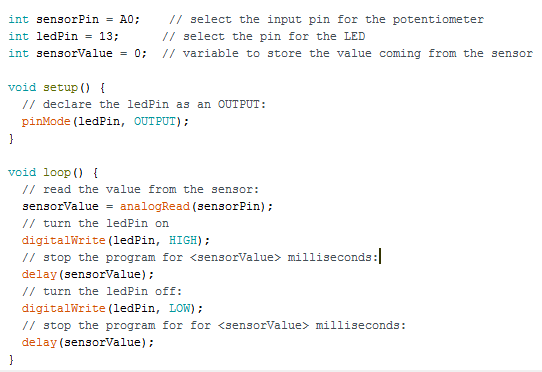 int sensorPin = A0;    // select the input pin for the potentiometer
int ledPin = 13;      // select the pin for the LED
int sensorValue = 0;  // variable to store the value coming from the sensor

void setup() {
  // declare the ledPin as an OUTPUT:
  pinMode(ledPin, OUTPUT);
}

void loop() {
  // read the value from the sensor:
  sensorValue = analogRead(sensorPin);
  // turn the ledPin on
  digitalWrite(ledPin, HIGH);
  // stop the program for <sensorValue> milliseconds:
  delay(sensorValue);
  // turn the ledPin off:
  digitalWrite(ledPin, LOW);
  // stop the program for for <sensorValue> milliseconds:
  delay(sensorValue);
}